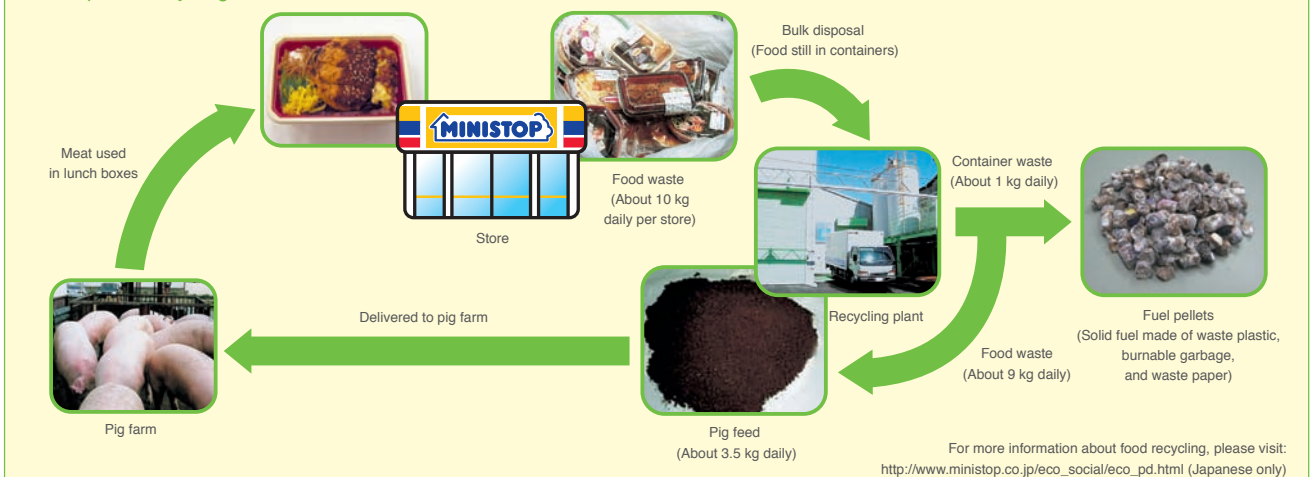 Bulk disposal
(Food still in containers)
MINISTOP
Meat used
in lunch boxes
Food waste
(About 10 kg
daily per store)
Store
Container waste
(About 1 kg daily)
Delivered to pig farm
Recycling plant
Food waste
(About 9 kg daily)
Fuel pellets
(Solid fuel made of waste plastic,
burnable garbage,
and waste paper)
Pig farm
Pig feed
(About 3.5 kg daily)
For more information about food recycling, please visit:
http://www.ministop.co.jp/eco_social/eco_pd.html (Japanese only)